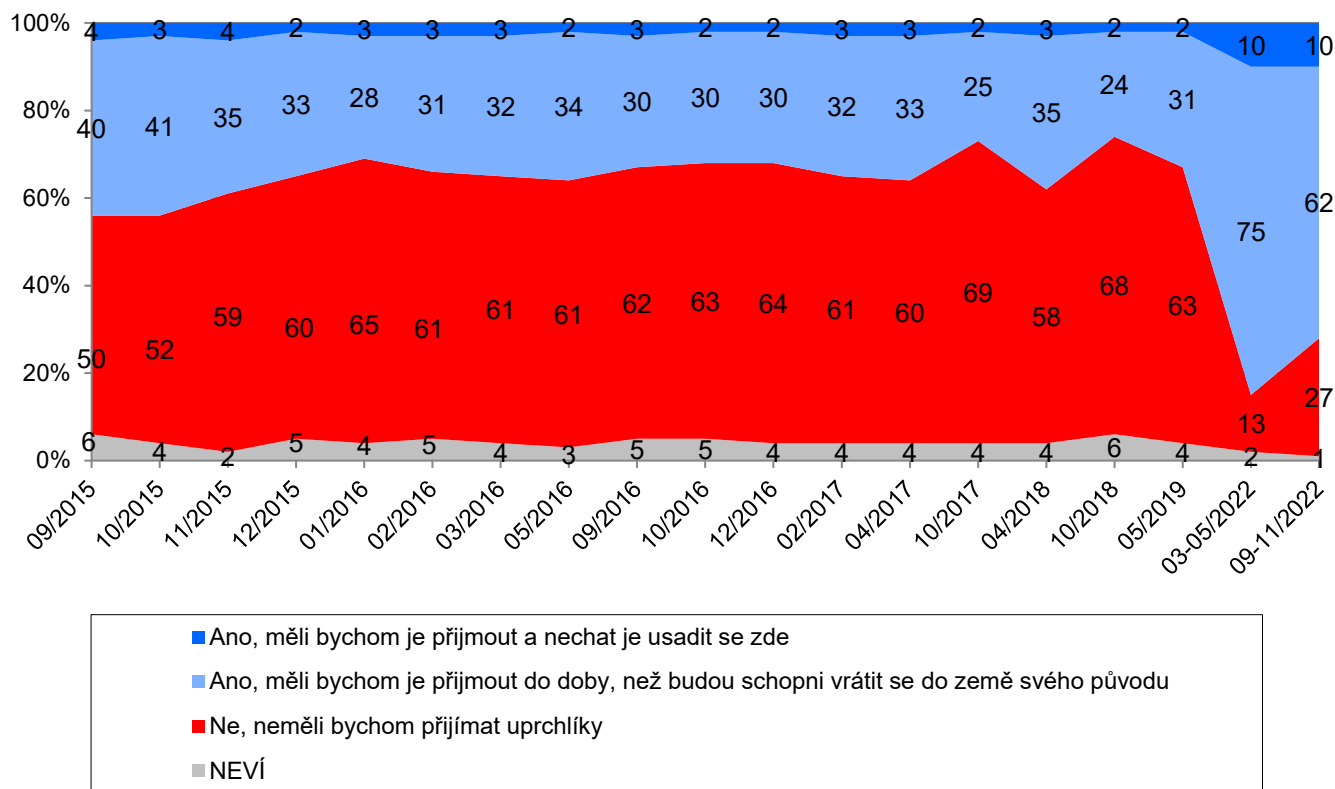 100%
80%
60%
40%
20%
0%
4 3 4 2 3 3 3 2 3 2 2 3 3 2 3 2 2 10 10
40 41 35 33 28 31 32 34 30 30 30 32 33 25 35 24 31 75 62
50 52 59 60 65 61 61 61 62 63 64 61 60 69 58 68 63 13 27
6 4 2 5 4 5 4 3 5 5 4 4 4 4 4 6 4 2 1
09/2015 10/2015 11/2015 12/2015 01/2016 02/2016 03/2016 05/2016 09/2016 10/2016 12/2016 02/2017 04/2017 10/2017 04/2018 10/2018 05/2019 03-05/2022 09-11/2022
Ano, měli bychom je přijmout a nechat je usadit se zde
Ano, měli bychom je přijmout do doby, než budou schopni vrátit se do země svého původu
Ne, neměli bychom přijímat uprchlíky
NEVÍ